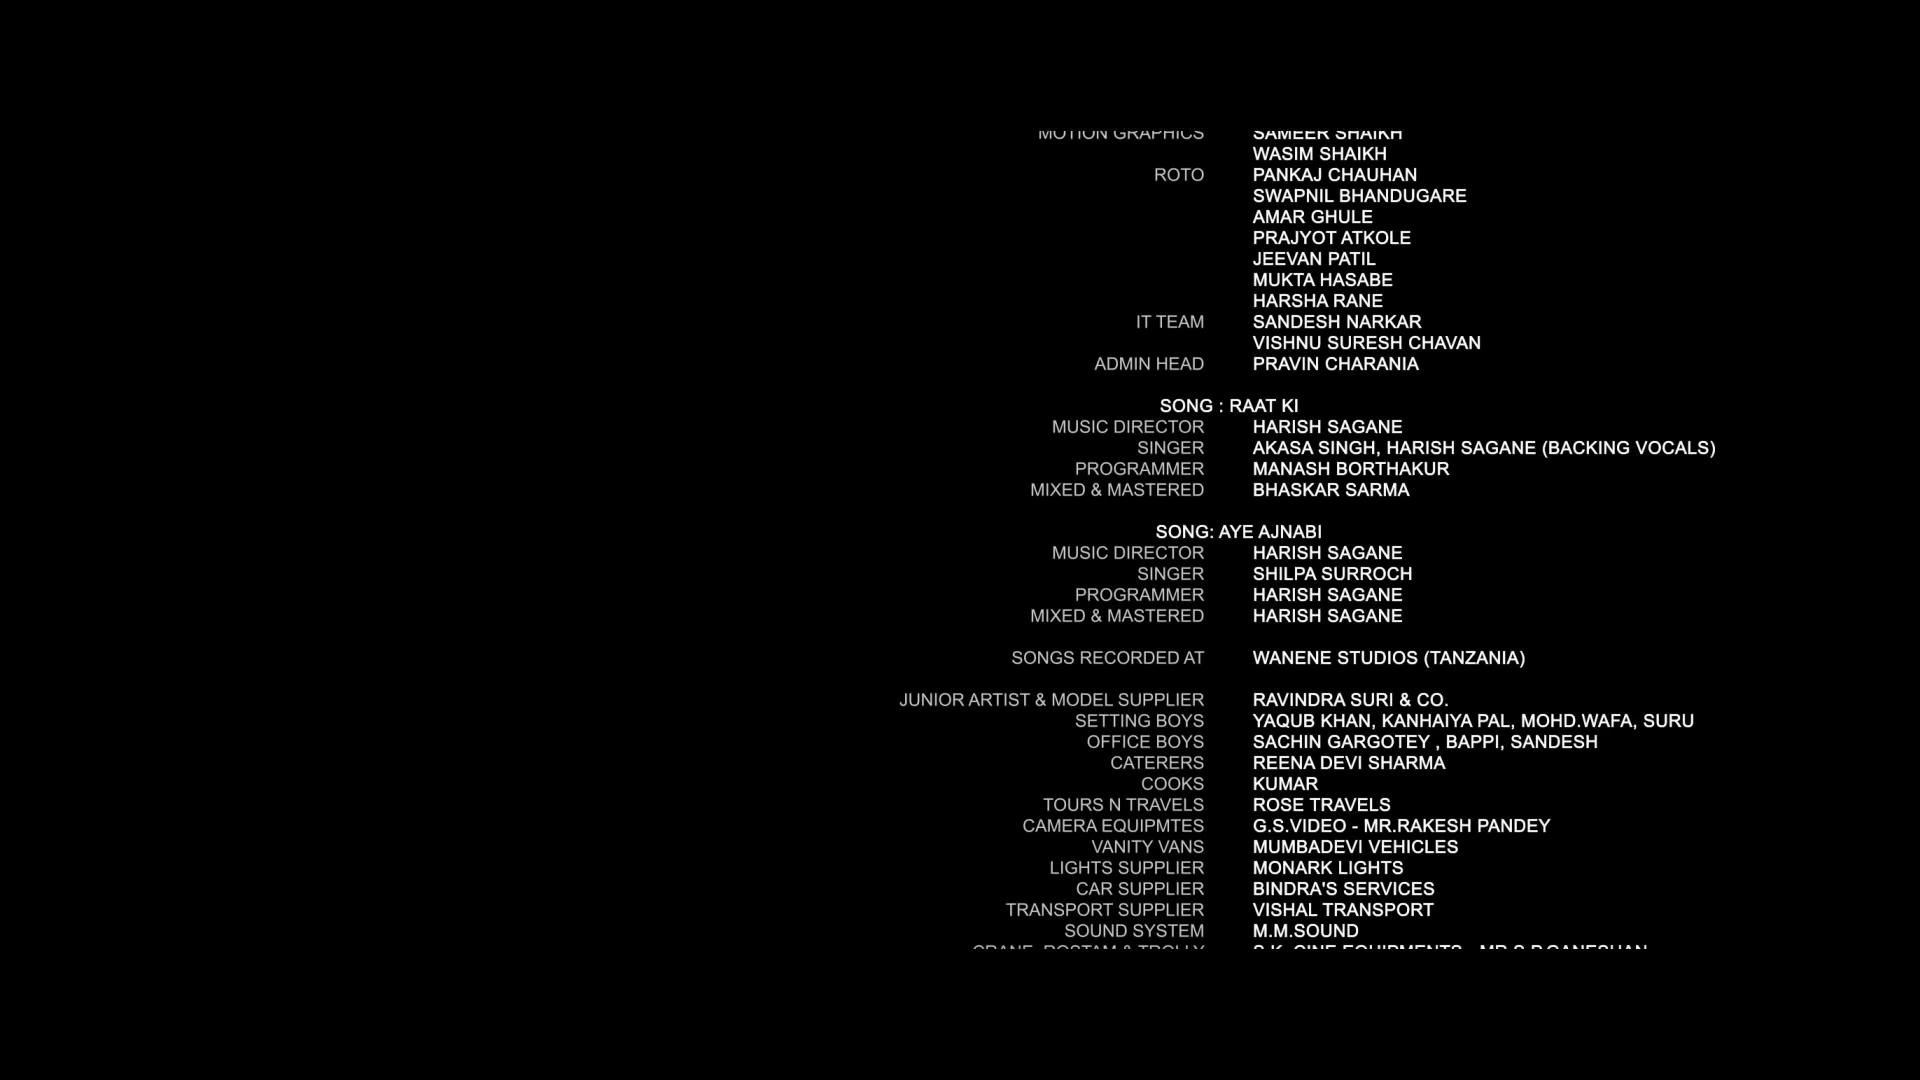 MOTION GRAPHICS SAMEER SHAIKH
WASIM SHAIKH
ROTO PANKAJ CHAUHAN
SWAPNIL BHANDUGARE
AMAR GHULE
PRAJYOT ATKOLE
JEEVAN PATIL
MUKTA HASABE
HARSHA RANE
IT TEAM SANDESH NARKAR
VISHNU SURESH CHAVAN
ADMIN HEAD PRAVIN CHARANIA
SONG : RAAT KI
MUSIC DIRECTOR HARISH SAGANE
SINGER AKASA SINGH, HARISH SAGANE (BACKING VOCALS)
PROGRAMMER MANASH BORTHAKUR
MIXED & MASTERED BHASKAR SARMA
SONG: AYE AJNABI
MUSIC DIRECTOR HARISH SAGANE
SINGER SHILPA SURROCH
PROGRAMMER HARISH SAGANE
MIXED & MASTERED HARISH SAGANE
SONGS RECORDED AT WANENE STUDIOS (TANZANIA)
JUNIOR ARTIST & MODEL SUPPLIER RAVINDRA SURI & CO.
SETTING BOYS YAQUB KHAN, KANHAIYA PAL, MOHD.WAFA, SURU
OFFICE BOYS SACHIN GARGOTEY , BAPPI, SANDESH
CATERERS REENA DEVI SHARMA
COOKS KUMAR
TOURS N TRAVELS ROSE TRAVELS
CAMERA EQUIPMTES G.S.VIDEO - MR.RAKESH PANDEY
VANITY VANS MUMBADEVI VEHICLES
LIGHTS SUPPLIER MONARK LIGHTS
CAR SUPPLIER BINDRA'S SERVICES
TRANSPORT SUPPLIER VISHAL TRANSPORT
SOUND SYSTEM M.M.SOUND